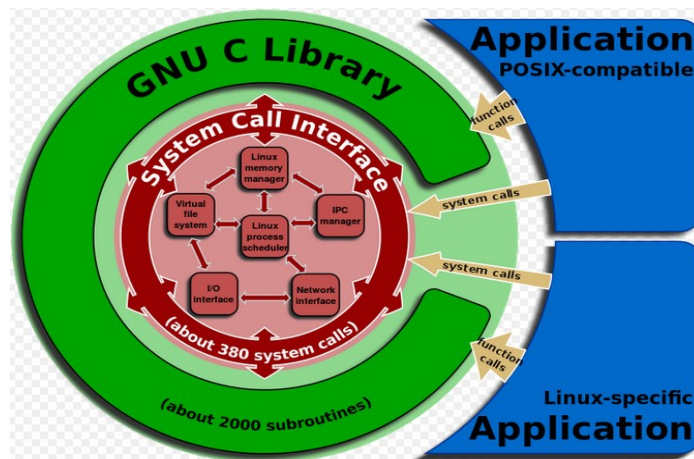 GNU C Library
System Call Interface
Linux
memory
manager
Virtual
file
system
IPC
manager
Linux
process
scheduler
I/O
interface
Network
interface
(about 380 system calls)
(about 2000 subroutines)
Application
POSIX-compatible
function
calls
system calls
system calls
function
calls
Linux-specific
Application